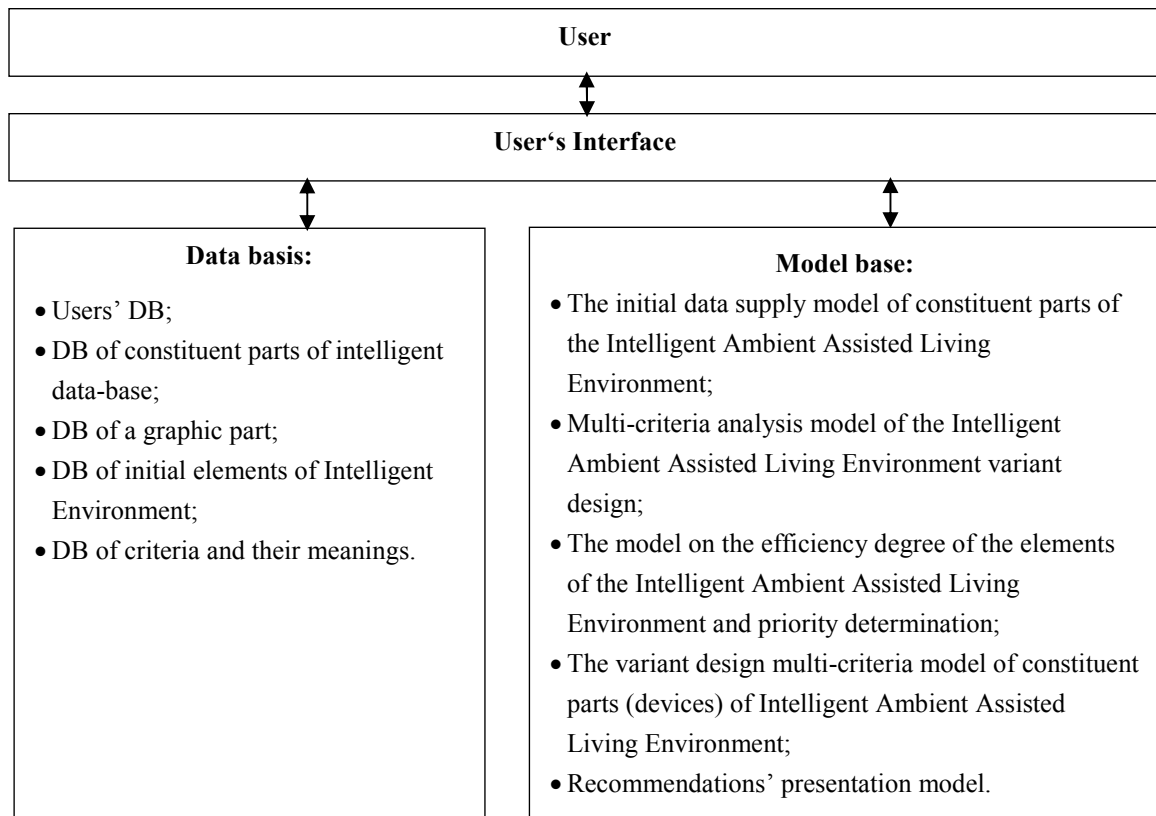 User
User‘s Interface
Data basis:
• Users’ DB;
• DB of constituent parts of intelligent
data-base;
• DB of a graphic part;
• DB of initial elements of Intelligent
Environment;
• DB of criteria and their meanings.
Model base:
• The initial data supply model of constituent parts of
the Intelligent Ambient Assisted Living
Environment;
• Multi-criteria analysis model of the Intelligent
Ambient Assisted Living Environment variant
design;
• The model on the efficiency degree of the elements
of the Intelligent Ambient Assisted Living
Environment and priority determination;
• The variant design multi-criteria model of constituent
parts (devices) of Intelligent Ambient Assisted
Living Environment;
• Recommendations’ presentation model.